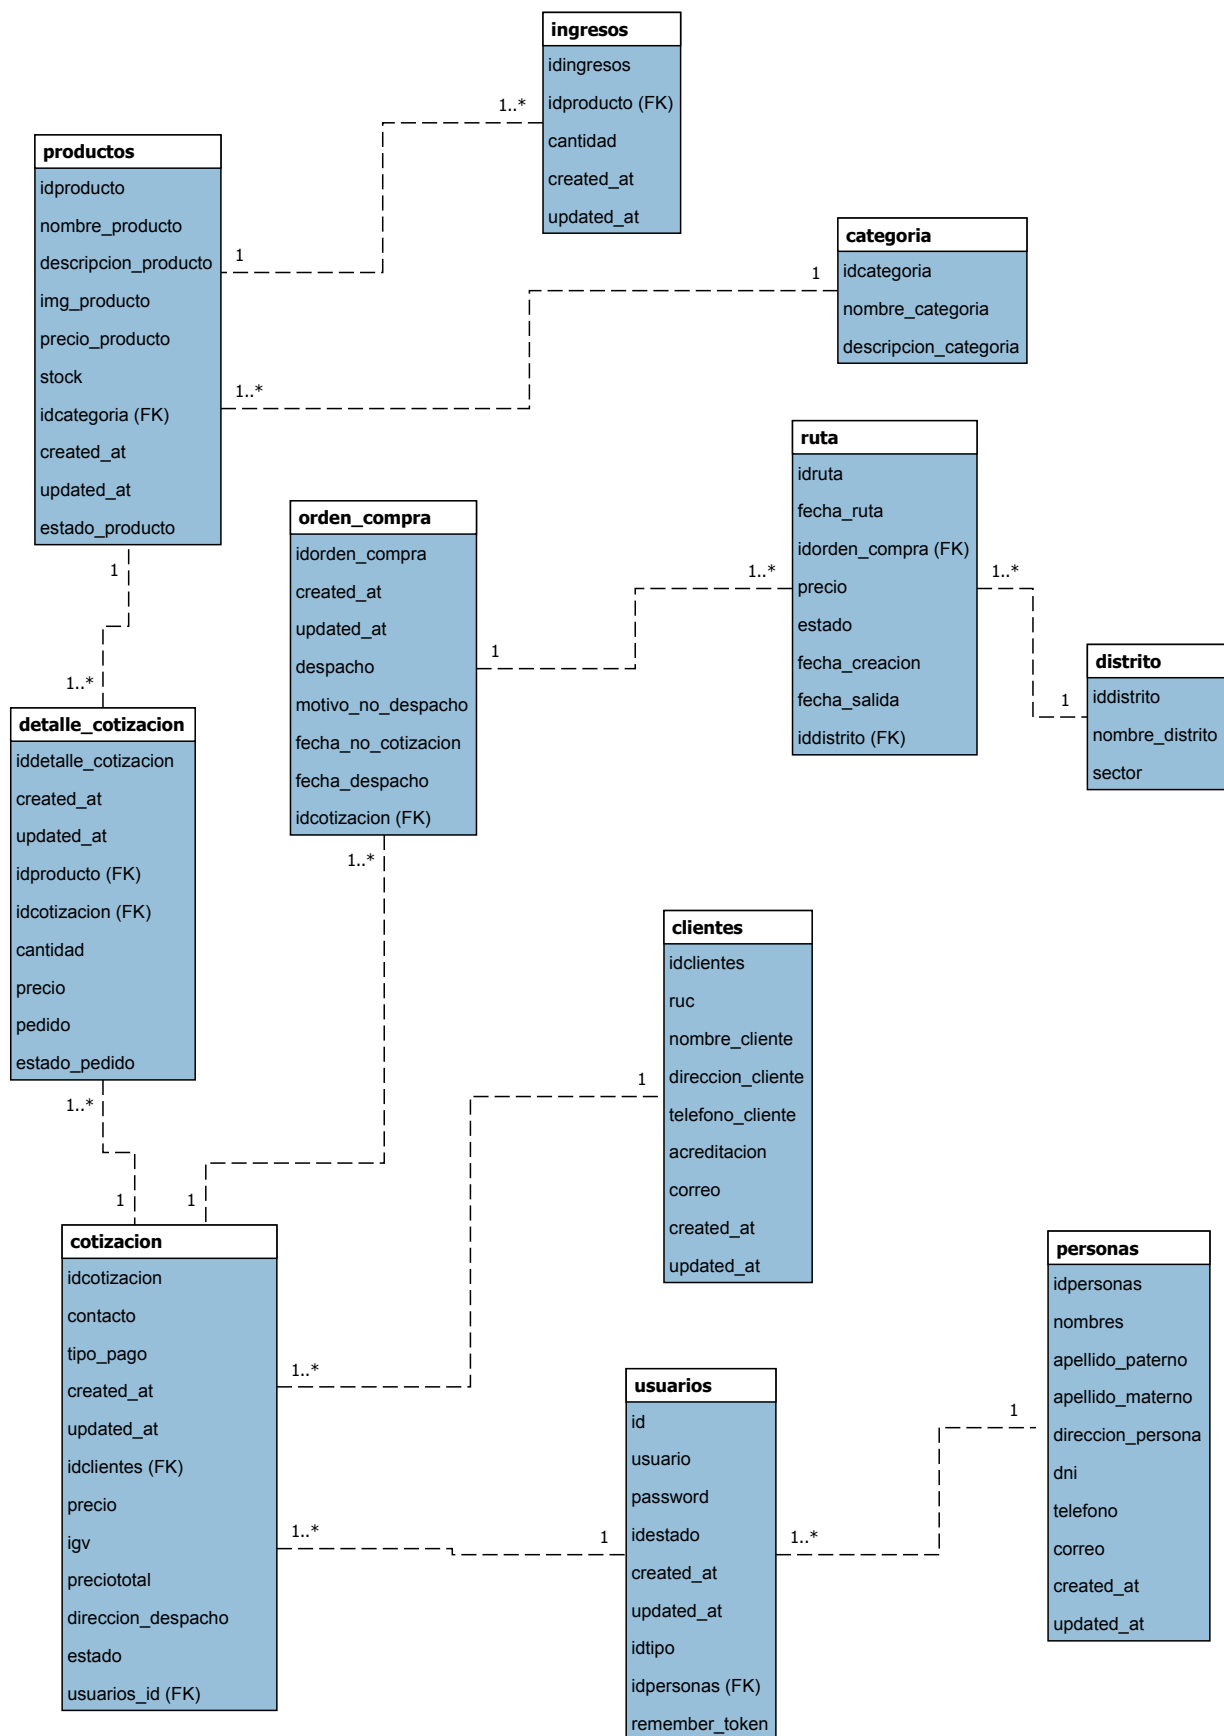 ingresos
idingresos
idproducto (FK)
cantidad
created_at
updated_at
1..*
productos
idproducto
nombre_producto
descripcion_producto
img_producto
precio_producto
stock
idcategoria (FK)
created_at
updated_at
estado_producto
1
1..*
1
categoria
idcategoria
nombre_categoria
descripcion_categoria
1
ruta
idruta
fecha_ruta
idorden_compra (FK)
precio
estado
fecha_creacion
fecha_salida
iddistrito (FK)
1..*
1..*
orden_compra
idorden_compra
created_at
updated_at
despacho
motivo_no_despacho
fecha_no_cotizacion
fecha_despacho
idcotizacion (FK)
1
1..*
distrito
iddistrito
nombre_distrito
sector
1
1..*
detalle_cotizacion
iddetalle_cotizacion
created_at
updated_at
idproducto (FK)
idcotizacion (FK)
cantidad
precio
pedido
estado_pedido
1..*
1
1
clientes
idclientes
ruc
nombre_cliente
direccion_cliente
telefono_cliente
acreditacion
correo
created_at
updated_at
1
cotizacion
idcotizacion
contacto
tipo_pago
created_at
updated_at
idclientes (FK)
precio
igv
preciototal
direccion_despacho
estado
usuarios_id (FK)
1..*
1..*
1
usuarios
id
usuario
password
idestado
created_at
updated_at
idtipo
idpersonas (FK)
remember_token
1..*
1
personas
idpersonas
nombres
apellido_paterno
apellido_materno
direccion_persona
dni
telefono
correo
created_at
updated_at